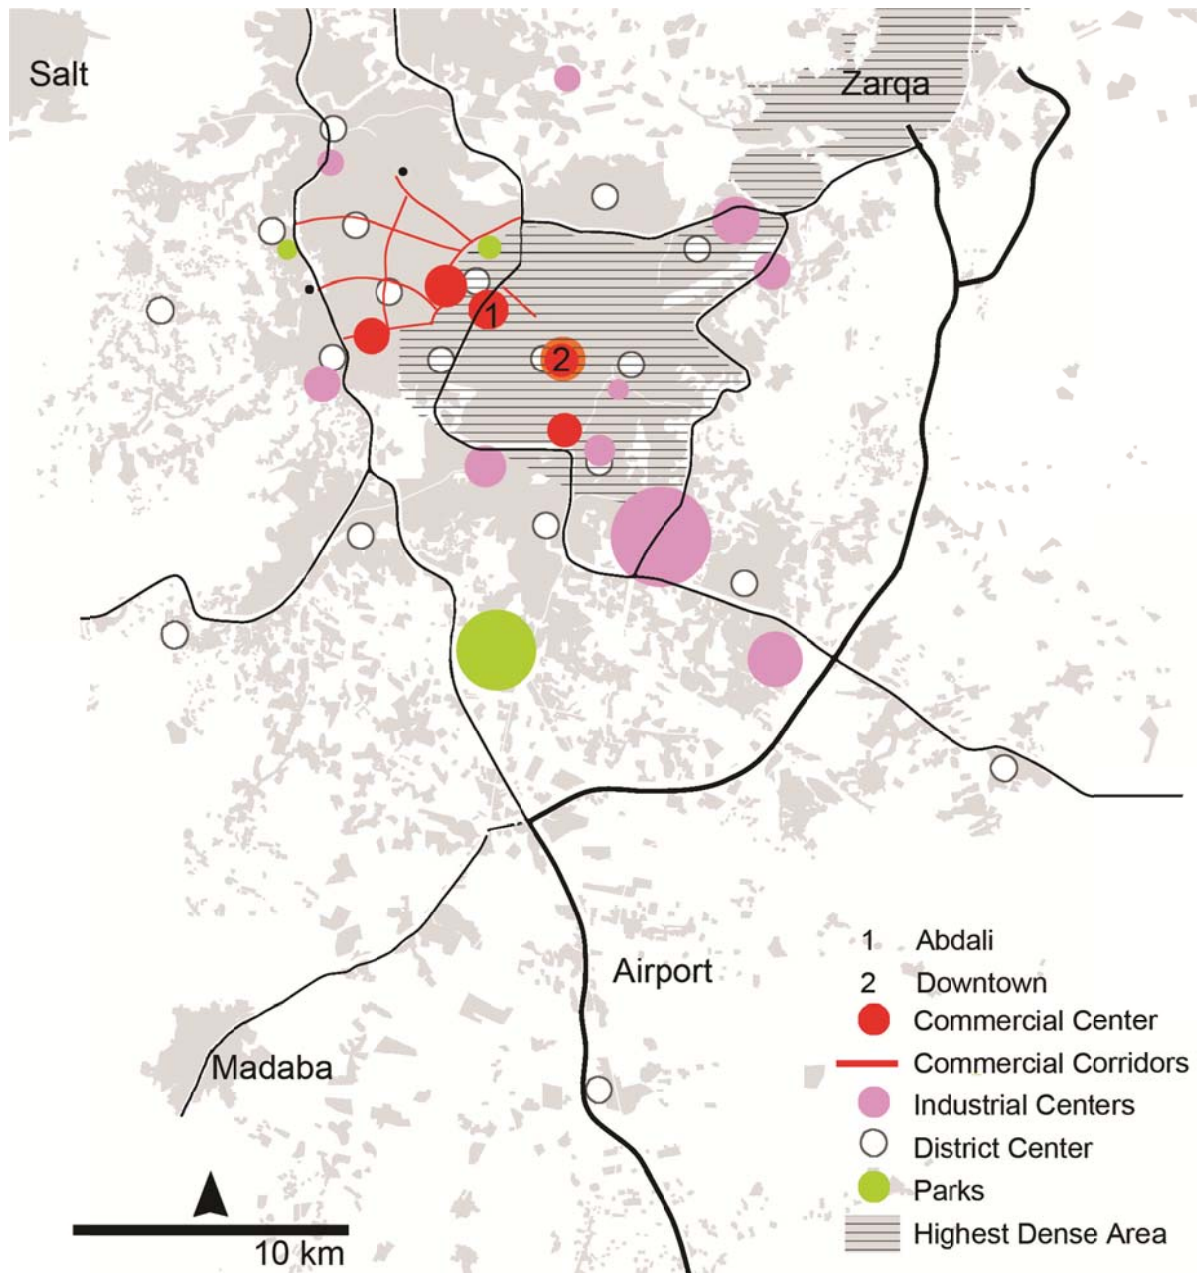 Salt
Zarqa
1
2
Airport
Madaba
1 Abdali
2 Downtown
Commercial Center
Commercial Corridors
Industrial Centers
District Center
Parks
Highest Dense Area
10 km